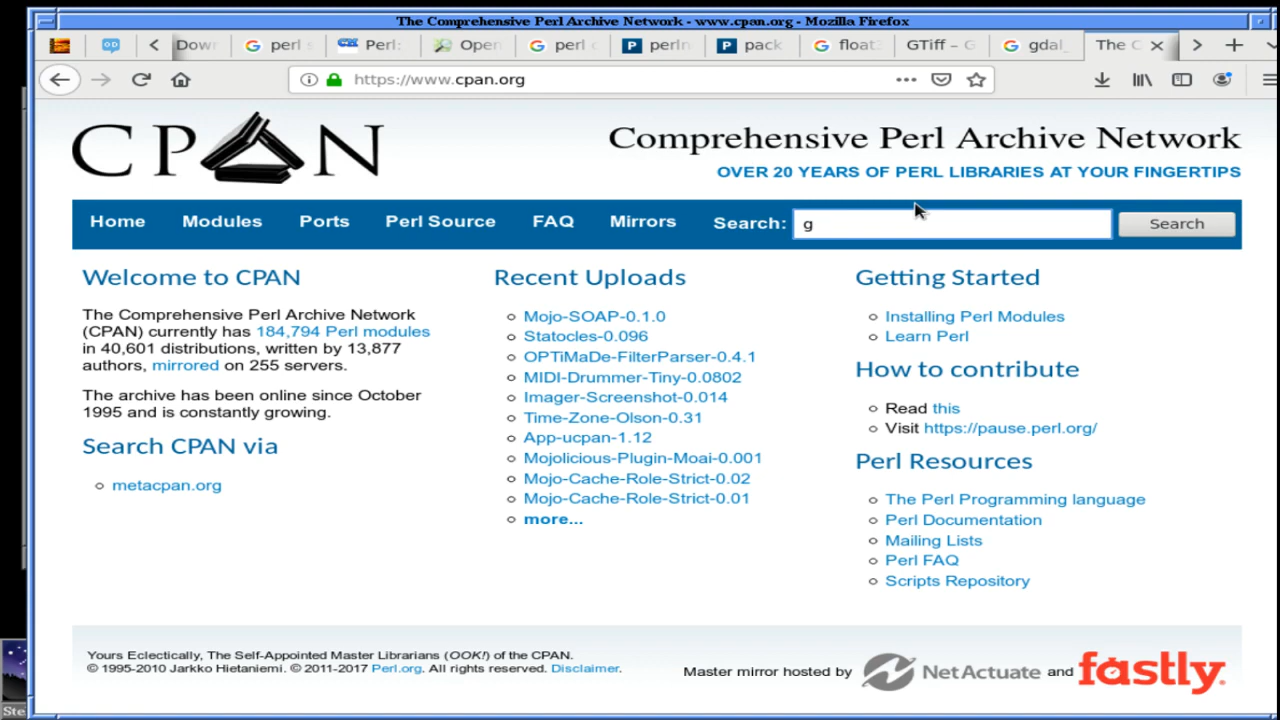 The Comprehensive Perl Archive Network - www.cpan.org - Mozilla Firefox
Dow perl s Perl: Open perl c perln pack float3 GTiff – G gdal_ The C
https://www.cpan.org
CPAN
Comprehensive Perl Archive Network
OVER 20 YEARS OF PERL LIBRARIES AT YOUR FINGERTIPS
Home Modules Ports Perl Source FAQ Mirrors Search: g Search
Welcome to CPAN
The Comprehensive Perl Archive Network
(CPAN) currently has 184,794 Perl modules
in 40,601 distributions, written by 13,877
authors, mirrored on 255 servers.
The archive has been online since October
1995 and is constantly growing.
Search CPAN via
metacpan.org
Recent Uploads
Mojo-SOAP-0.1.0
Statocles-0.096
OPTiMaDe-FilterParser-0.4.1
MIDI-Drummer-Tiny-0.0802
Imager-Screenshot-0.014
Time-Zone-Olson-0.31
App-ucpan-1.12
Mojolicious-Plugin-Moai-0.001
Mojo-Cache-Role-Strict-0.02
Mojo-Cache-Role-Strict-0.01
more...
Getting Started
Installing Perl Modules
Learn Perl
How to contribute
Read this
Visit https://pause.perl.org/
Perl Resources
The Perl Programming language
Perl Documentation
Mailing Lists
Perl FAQ
Scripts Repository
Yours Eclectically, The Self-Appointed Master Librarians (OOK!) of the CPAN.
© 1995-2010 Jarkko Hietaniemi. © 2011-2017 Perl.org. All rights reserved. Disclaimer.
Master mirror hosted by NetActuate and fastly.
Ste